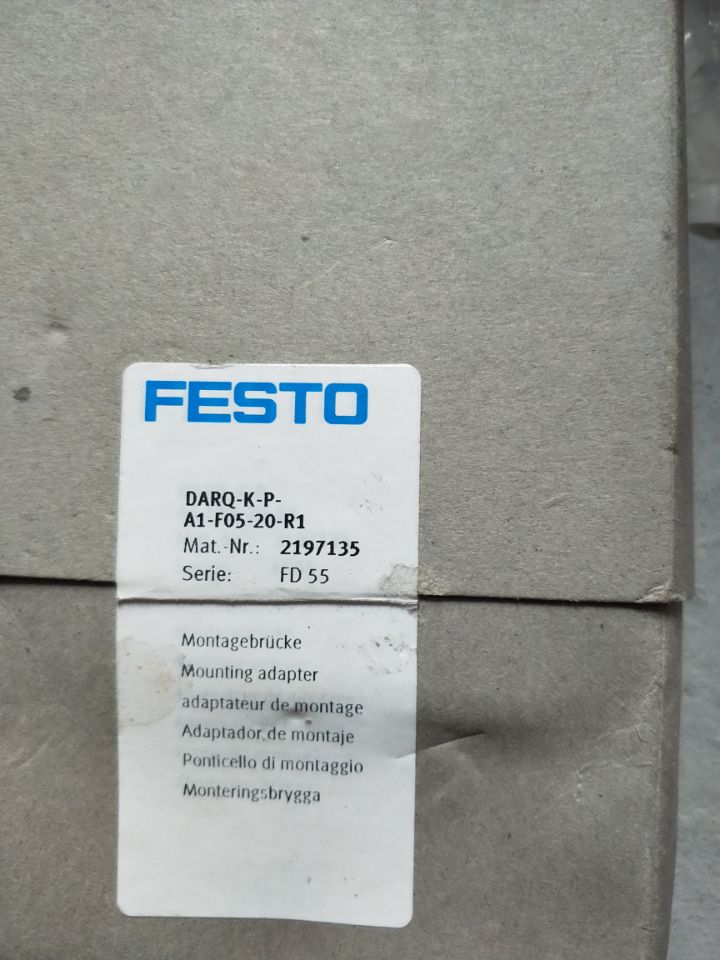 FESTO
DARQ-K-P-
A1-F05-20-R1
Mat.-Nr.: 2197135
Serie: FD 55
Montagebrücke
Mounting adapter
adaptateur de montage
Adaptador de montaje
Ponticello di montaggio
Monteringsbrygga